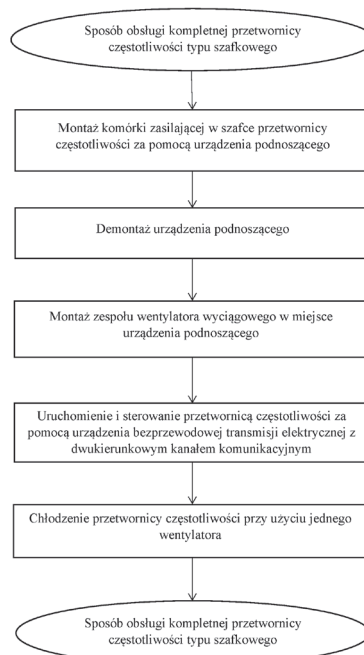 Sposób obsługi kompletnej przetwornicy
częstotliwości typu szafkowego
Montaż komórki zasilającej w szafce przetwornicy
częstotliwości za pomocą urządzenia podnoszącego
Demontaż urządzenia podnoszącego
Montaż zespołu wentylatora wyciągowego w miejsce
urządzenia podnoszącego
Uruchomienie i sterowanie przetwornicą częstotliwości za
pomocą urządzenia bezprzewodowej transmisji elektrycznej z
dwukierunkowym kanałem komunikacyjnym
Chłodzenie przetwornicy częstotliwości przy użyciu jednego
wentylatora
Sposób obsługi kompletnej przetwornicy
częstotliwości typu szafkowego